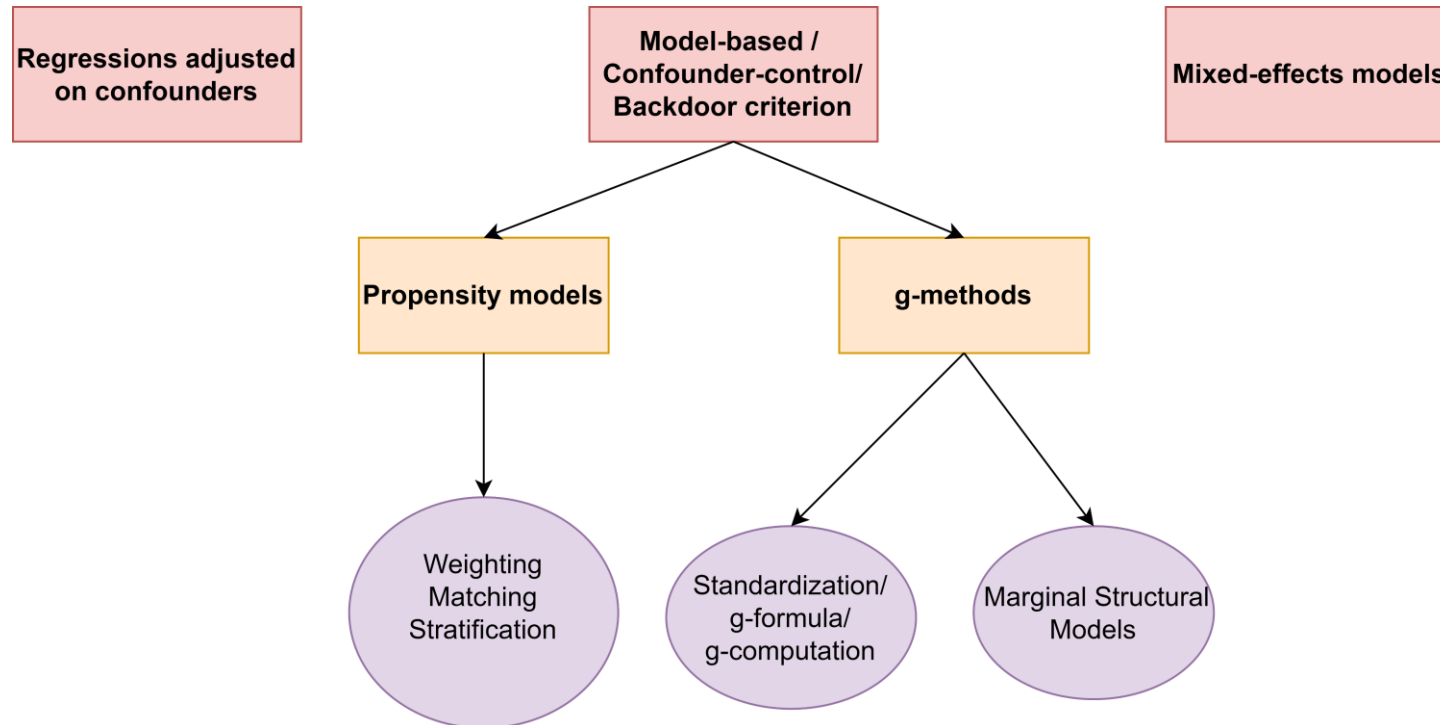 Regressions adjusted
on confounders
Model-based /
Confounder-control/
Backdoor criterion
Mixed-effects models
Propensity models
g-methods
Weighting
Matching
Stratification
Standardization/
g-formula/
g-computation
Marginal Structural
Models